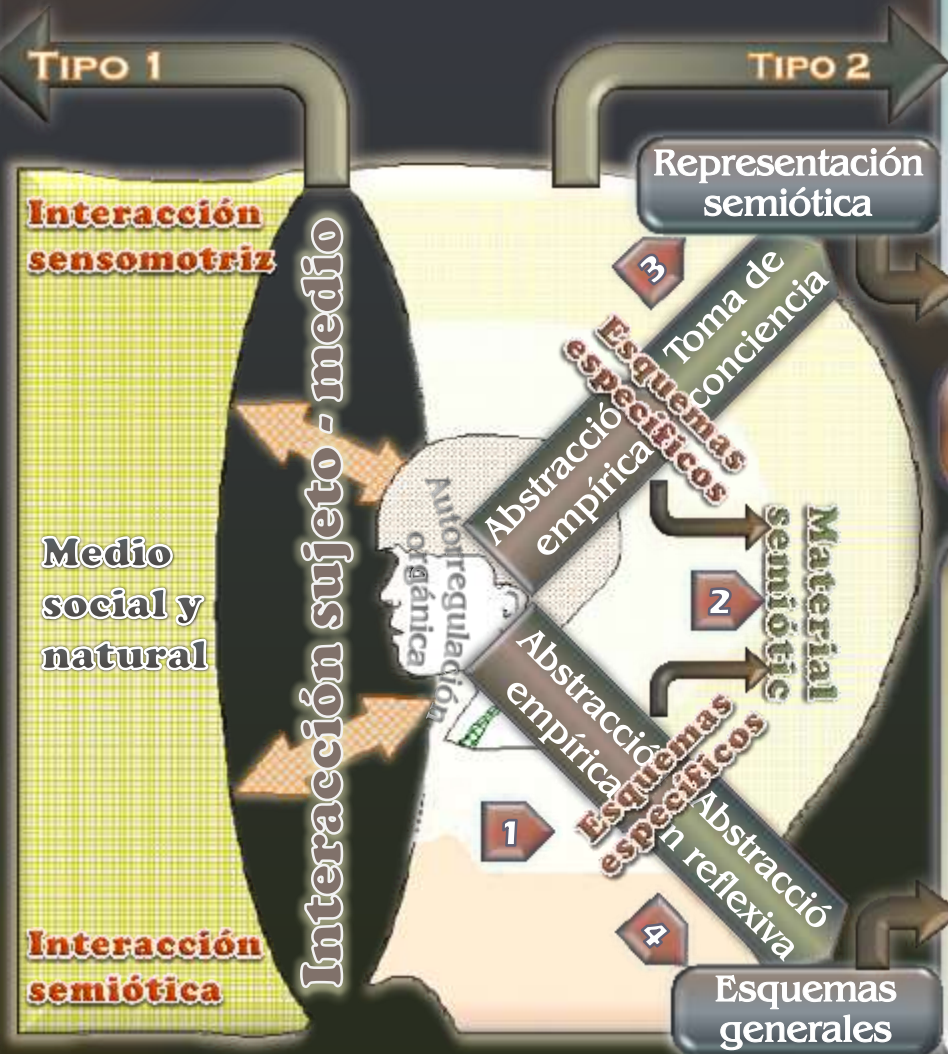 TIPO 1
TIPO 2
Representación
semiótica
Interacción
sensomotriz
Interacción sujeto - medio
3
Toma de
conciencia
Esquemas
específicos
Abstracció
empírica
Autorregulación
orgánica
Medio
social y
natural
2
Material
semiótic
Abstracció
empírica
Esquemas
específicos
1
Abstracció
n reflexiva
4
Interacción
semiótica
Esquemas
generales